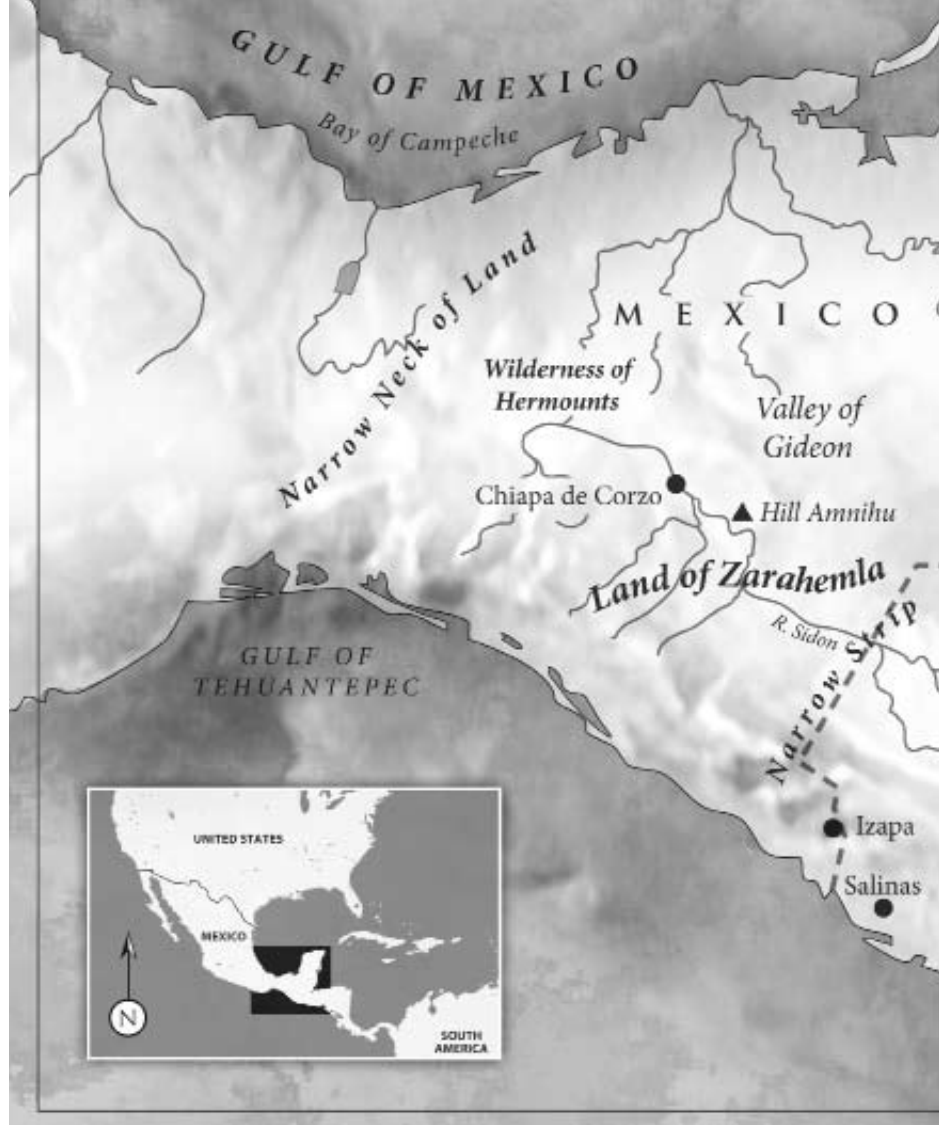 GULF OF MEXICO
Bay of Campeche
Narrow Neck of Land
MEXICO
Wilderness of
Hermounts
Valley of
Gideon
Chiapa de Corzo
Hill Amnihu
Land of Zarahemla
R. Sidon
Narrow Strip
GULF OF
TEHUANTEPEC
Izapa
Salinas
UNITED STATES
MEXICO
N
SOUTH
AMERICA